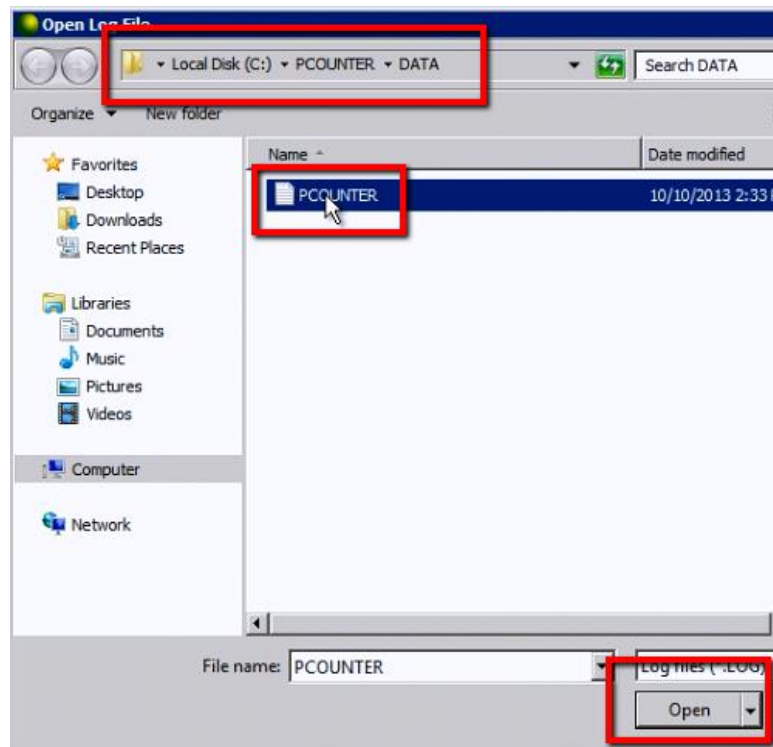 Open Log File
Local Disk (C:) PCOUNTER DATA
Search DATA
Organize New folder
Name
Date modified
Favorites
PCOUNTER
10/10/2013 2:33
Desktop
Downloads
Recent Places
Libraries
Documents
Music
Pictures
Videos
Computer
Network
File name: PCOUNTER
Log files (*.LOG)
Open